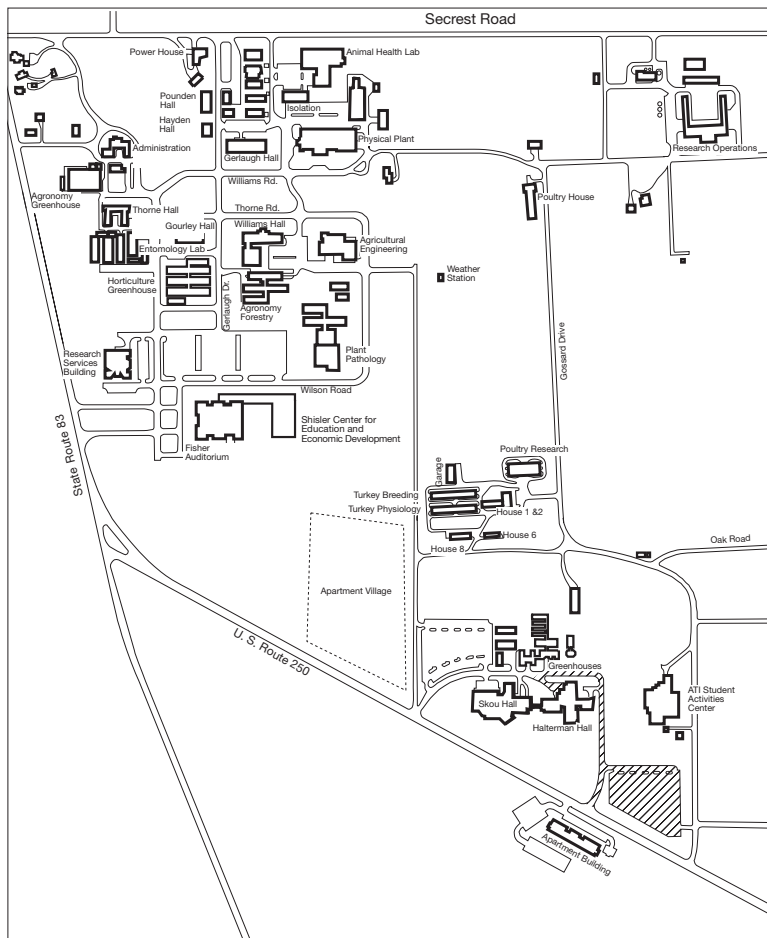 Secrest Road
Power House
Animal Health Lab
Pounden
Hall
Isolation
Hayden
Hall
Physical Plant
Administration
Gerlaugh Hall
Research Operations
Williams Rd.
Agronomy
Greenhouse
Poultry House
Thorne Hall
Thorne Rd.
Gourley Hall
Williams Hall
Agricultural
Engineering
Entomology Lab
Weather
Station
Horticulture
Greenhouse
Gerlaugh Dr.
Agronomy
Forestry
Gossard Drive
Research
Services
Building
Plant
Pathology
Wilson Road
State Route 83
Shisler Center for
Education and
Economic Development
Fisher
Auditorium
Garage
Poultry Research
Turkey Breeding
Turkey Physiology
House 1 &2
House 6
House 8
Oak Road
Apartment Village
U. S. Route 250
Greenhouses
Skou Hall
Halterman Hall
ATI Student
Activities
Center
Apartment Building